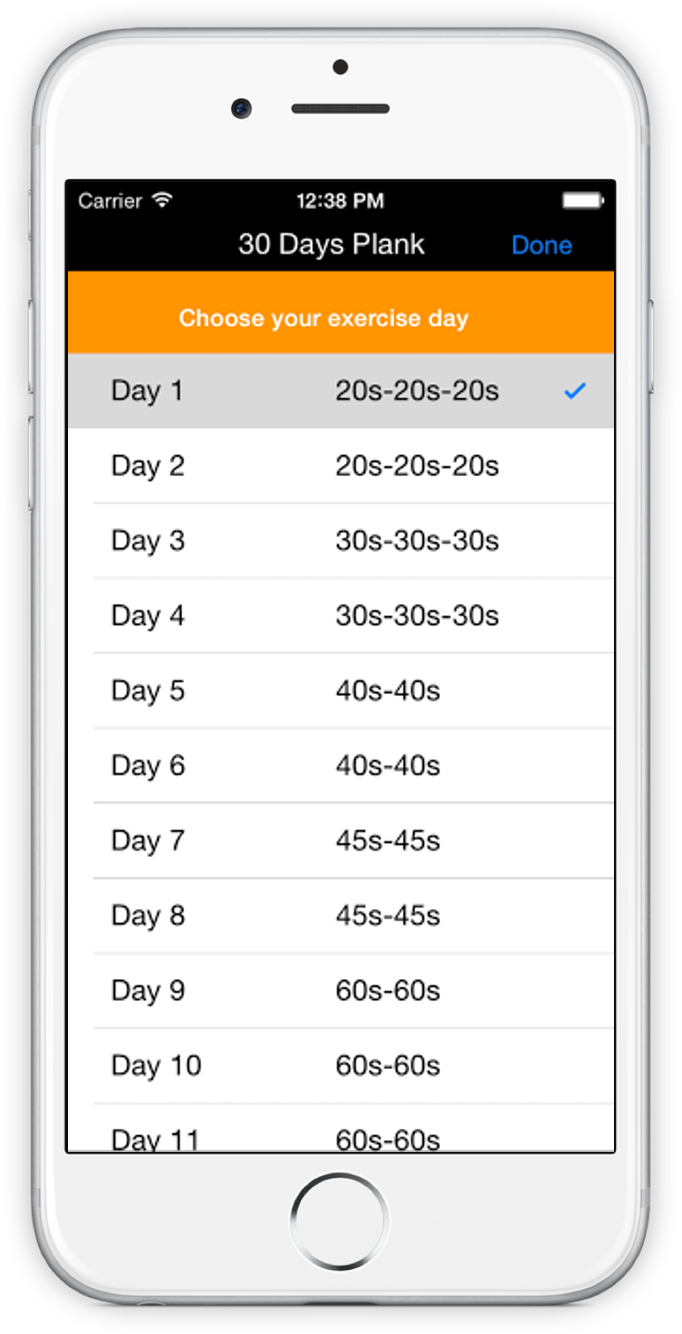 Carrier 12:38 PM
30 Days Plank Done
Choose your exercise day
Day 1 20s-20s-20s
Day 2 20s-20s-20s
Day 3 30s-30s-30s
Day 4 30s-30s-30s
Day 5 40s-40s
Day 6 40s-40s
Day 7 45s-45s
Day 8 45s-45s
Day 9 60s-60s
Day 10 60s-60s
Day 11 60s-60s